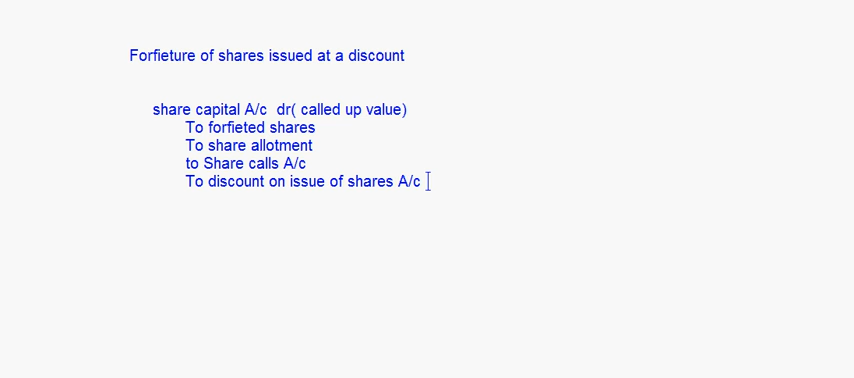 Forfieture of shares issued at a discount
share capital A/c dr( called up value)
To forfieted shares
To share allotment
to Share calls A/c
To discount on issue of shares A/c